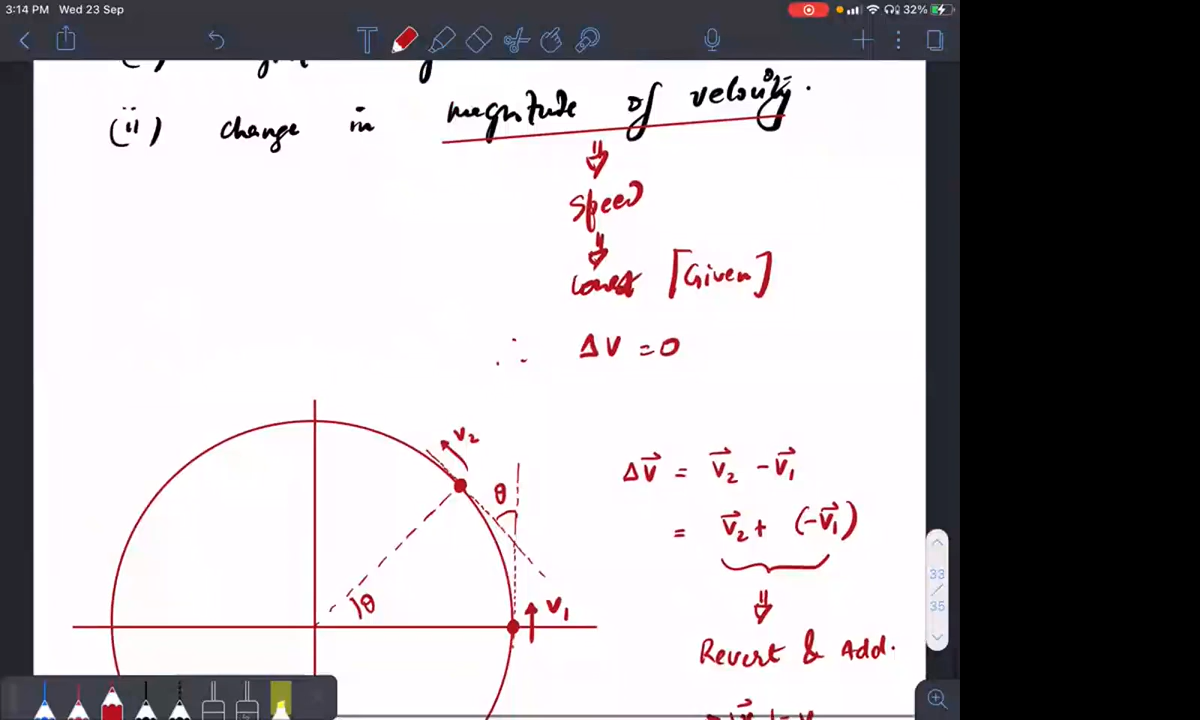 3:14 PM Wed 23 Sep
32%
(ii) change in magnitude of velocity.
⇓
Speed
⇓
Const [Given]
∴ ΔV = 0
V₂
θ
θ
V₁
ΔV⃗ = V⃗₂ - V⃗₁
= V⃗₂ + (-V⃗₁)
⇓
Revert & Add.
33
/
35